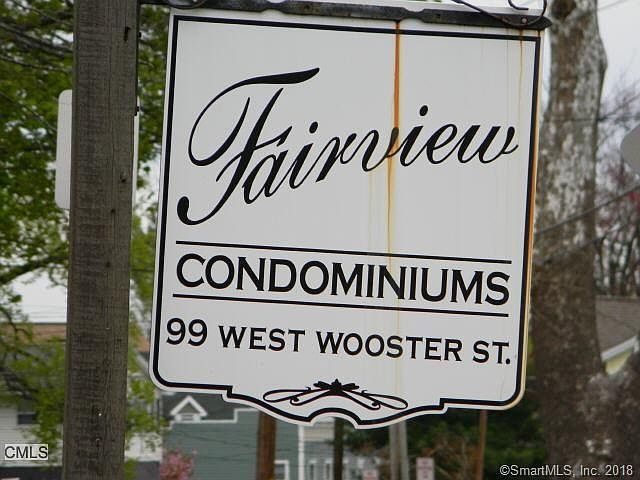 Fairview
CONDOMINIUMS
99 WEST WOOSTER ST.
CMLS
©SmartMLS, Inc. 2018